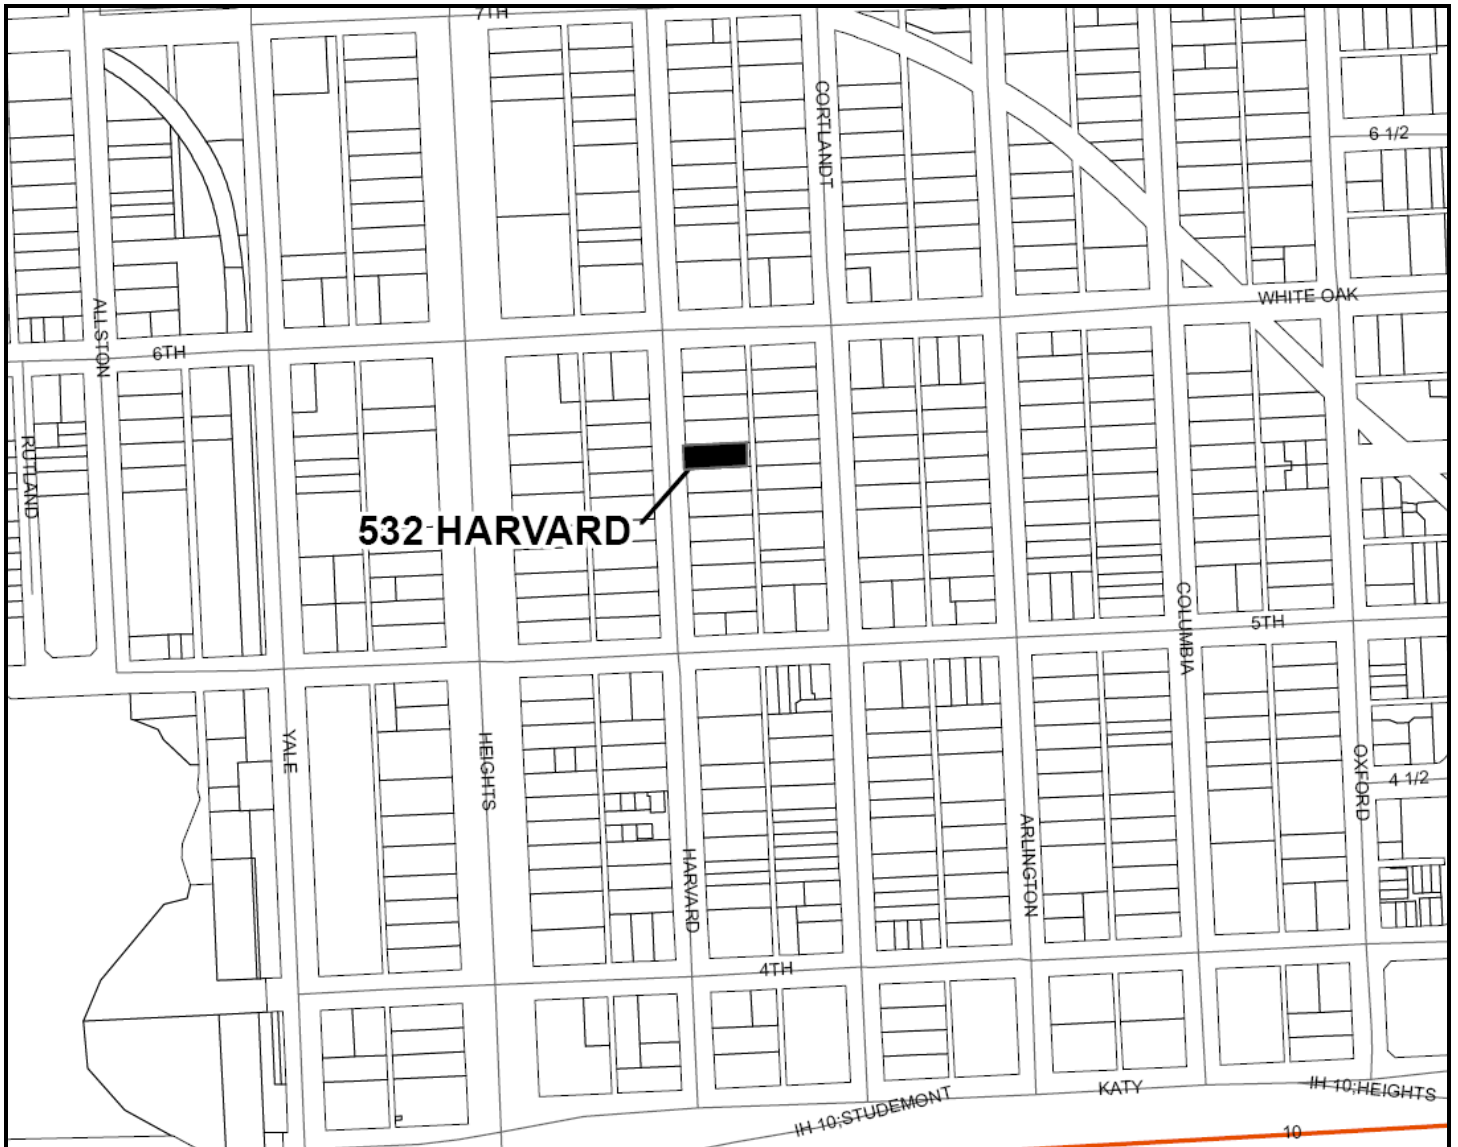 7TH
CORTLANDT
6 1/2
WHITE OAK
ALLSTON
6TH
RUTLAND
532 HARVARD
COLUMBIA
5TH
YALE
HEIGHTS
OXFORD
4 1/2
ARLINGTON
HARVARD
4TH
KATY
IH 10;HEIGHTS
IH 10;STUDEMONT
10